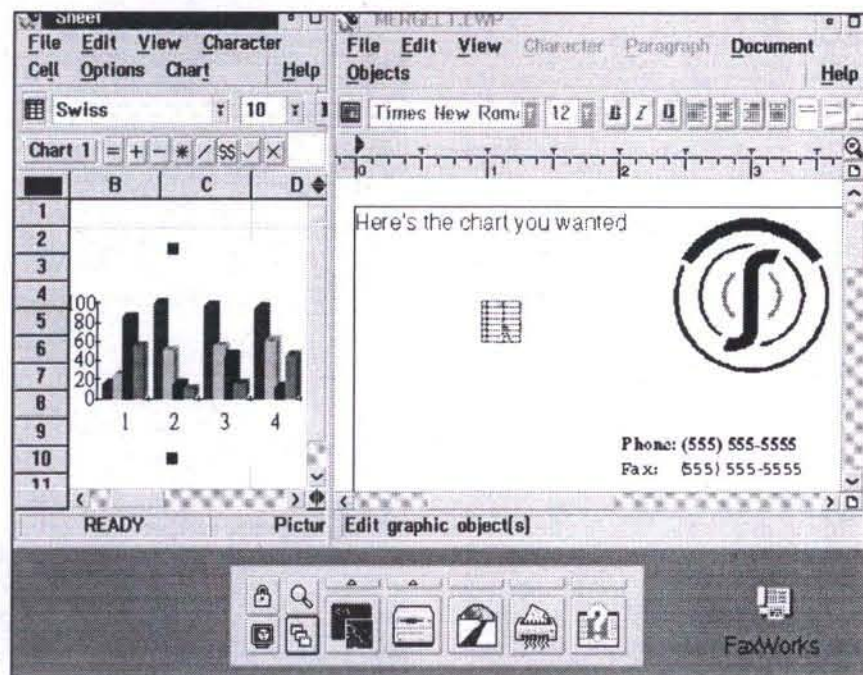 Sheet
File Edit View Character
Cell Options Chart Help
Swiss 10
Chart 1 = + - * / $$
B C D
1
2
3
4
5
6
7
8
9
10
11
100
80
60
40
20
0
1 2 3 4
READY Pictur
MERGELT.EWP
File Edit View Character Paragraph Document
Objects Help
Times New Rom 12 B I U
0 1 2 3
Here's the chart you wanted
Phone: (555) 555-5555
Fax: (555) 555-5555
Edit graphic object(s)
FaxWorks